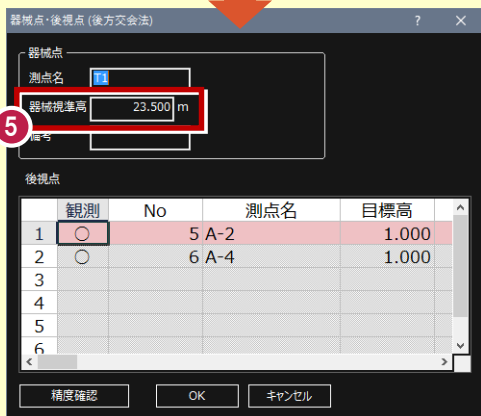 器械点・後視点 (後方交会法) ? ×
器械点
測点名 T1
器械視準高 23.500 m
5
備考
後視点
観測 No 測点名 目標高
1 ○ 5 A-2 1.000
2 ○ 6 A-4 1.000
3
4
5
6
精度確認 OK キャンセル